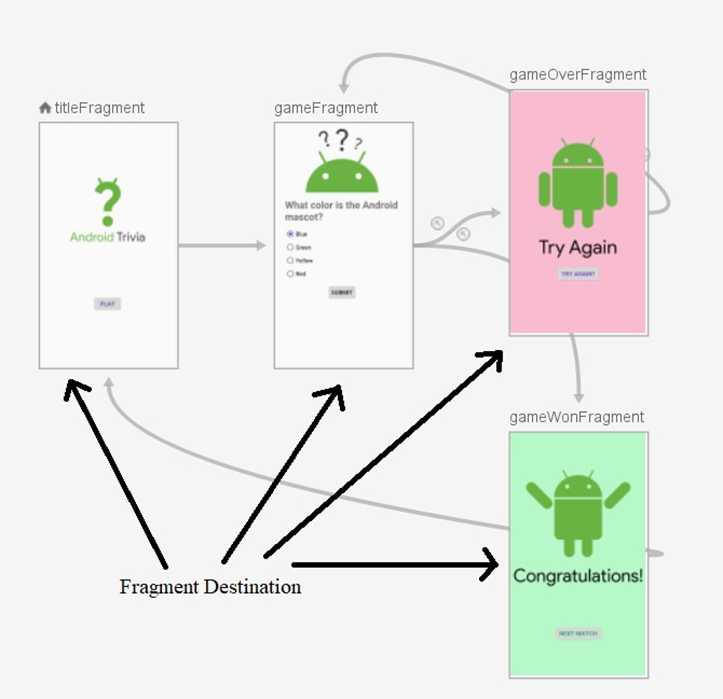 gameOverFragment
titleFragment
gameFragment
? ? ?
?
Android Trivia
PLAY
What color is the Android
mascot?
Blue
Green
Yellow
Red
SUBMIT
Try Again
TRY AGAIN?
gameWonFragment
Congratulations!
NEXT MATCH
Fragment Destination